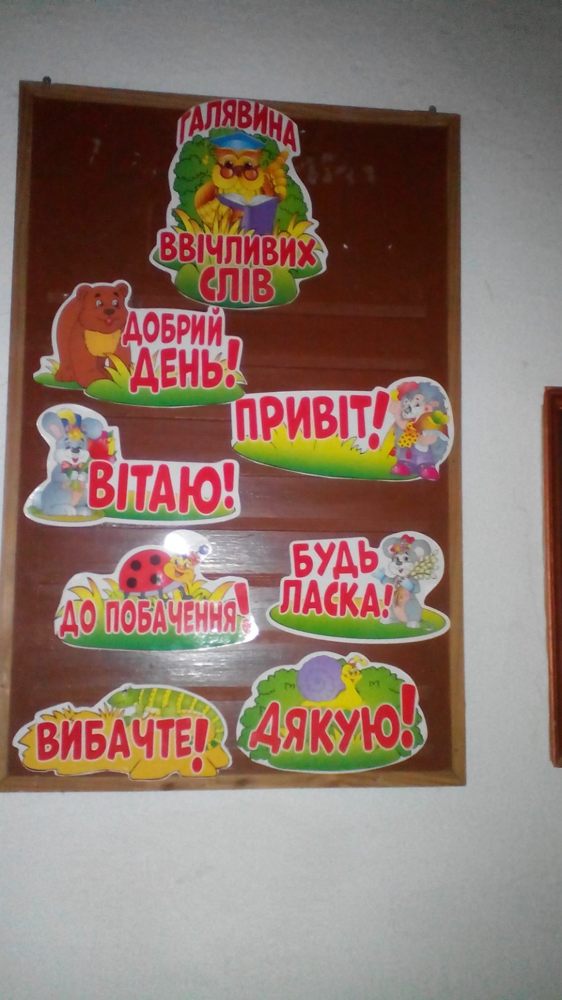 ГАЛЯВИНА
ВВІЧЛИВИХ
СЛІВ
ДОБРИЙ
ДЕНЬ!
ПРИВІТ!
ВІТАЮ!
БУДЬ
ЛАСКА!
ДО ПОБАЧЕННЯ!
ВИБАЧТЕ!
ДЯКУЮ!